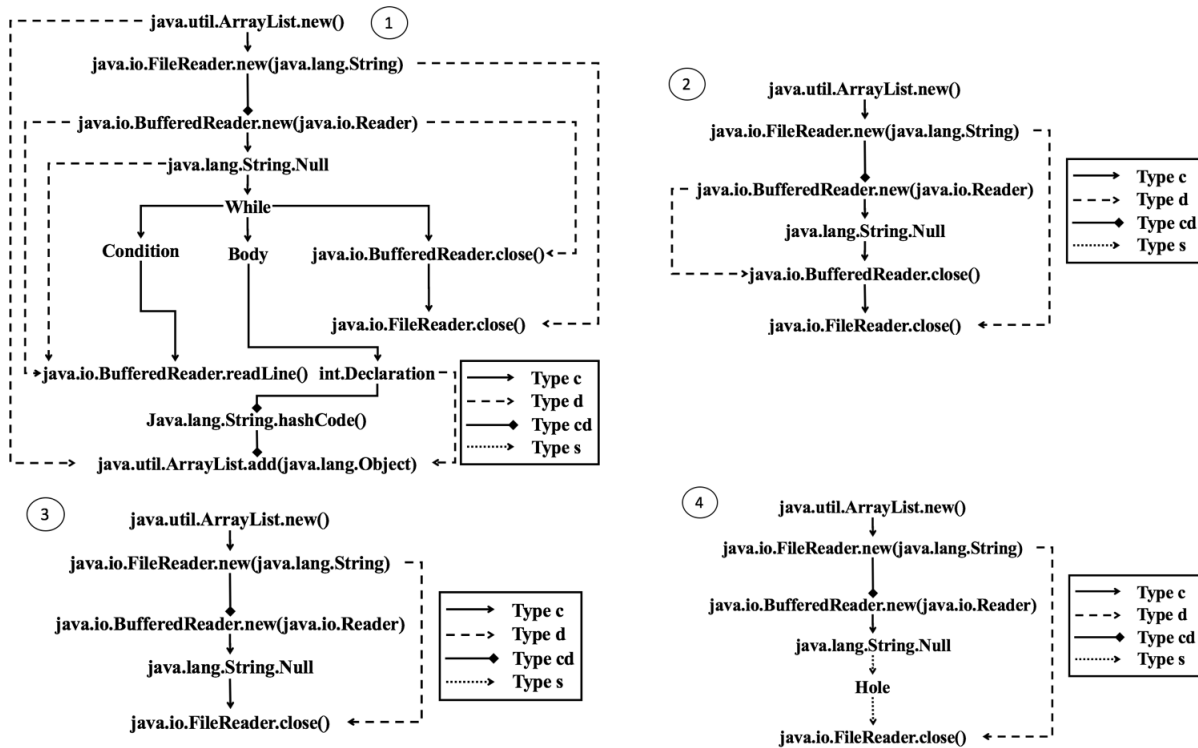 java.util.ArrayList.new()
1
java.io.FileReader.new(java.lang.String)
java.io.BufferedReader.new(java.io.Reader)
java.lang.String.Null
While
Condition
Body
java.io.BufferedReader.close()
java.io.FileReader.close()
java.io.BufferedReader.readLine()
int.Declaration
Java.lang.String.hashCode()
java.util.ArrayList.add(java.lang.Object)
Type c
Type d
Type cd
Type s
2
java.util.ArrayList.new()
java.io.FileReader.new(java.lang.String)
java.io.BufferedReader.new(java.io.Reader)
java.lang.String.Null
java.io.BufferedReader.close()
java.io.FileReader.close()
Type c
Type d
Type cd
Type s
3
java.util.ArrayList.new()
java.io.FileReader.new(java.lang.String)
java.io.BufferedReader.new(java.io.Reader)
java.lang.String.Null
java.io.FileReader.close()
Type c
Type d
Type cd
Type s
4
java.util.ArrayList.new()
java.io.FileReader.new(java.lang.String)
java.io.BufferedReader.new(java.io.Reader)
java.lang.String.Null
Hole
java.io.FileReader.close()
Type c
Type d
Type cd
Type s